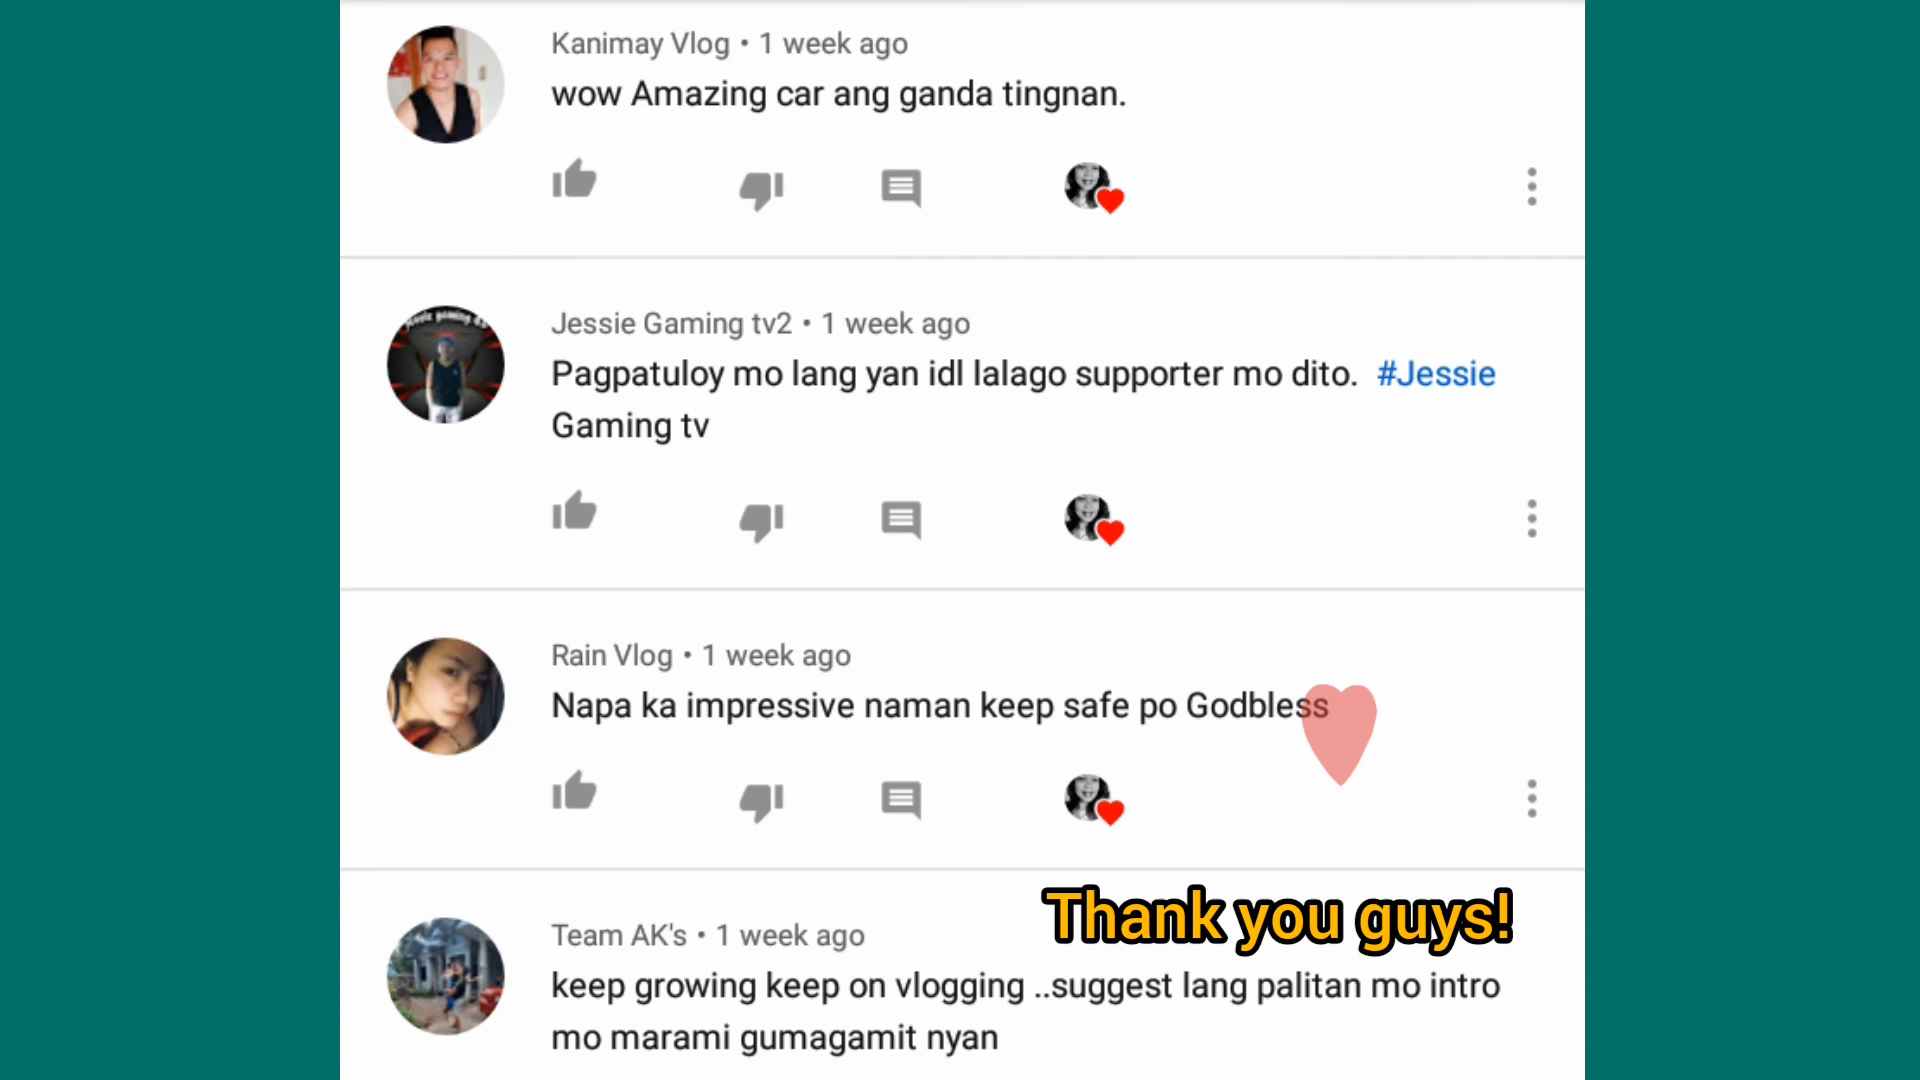 Kanimay Vlog • 1 week ago
wow Amazing car ang ganda tingnan.
Jessie Gaming tv2 • 1 week ago
Pagpatuloy mo lang yan idl lalago supporter mo dito. #Jessie
Gaming tv
Rain Vlog • 1 week ago
Napa ka impressive naman keep safe po Godbless
Thank you guys!
Team AK's • 1 week ago
keep growing keep on vlogging ..suggest lang palitan mo intro
mo marami gumagamit nyan